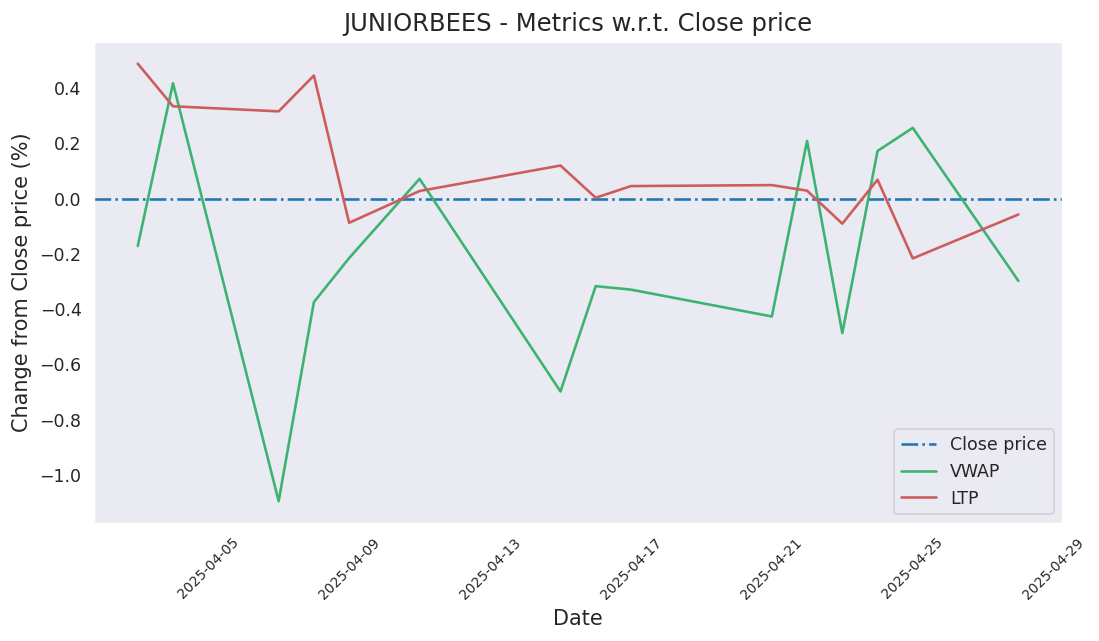 JUNIORBEES - Metrics w.r.t. Close price
Change from Close price (%)
0.4
0.2
0.0
−0.2
−0.4
−0.6
−0.8
−1.0
Close price
VWAP
LTP
2025-04-05
2025-04-09
2025-04-13
2025-04-17
2025-04-21
2025-04-25
2025-04-29
Date